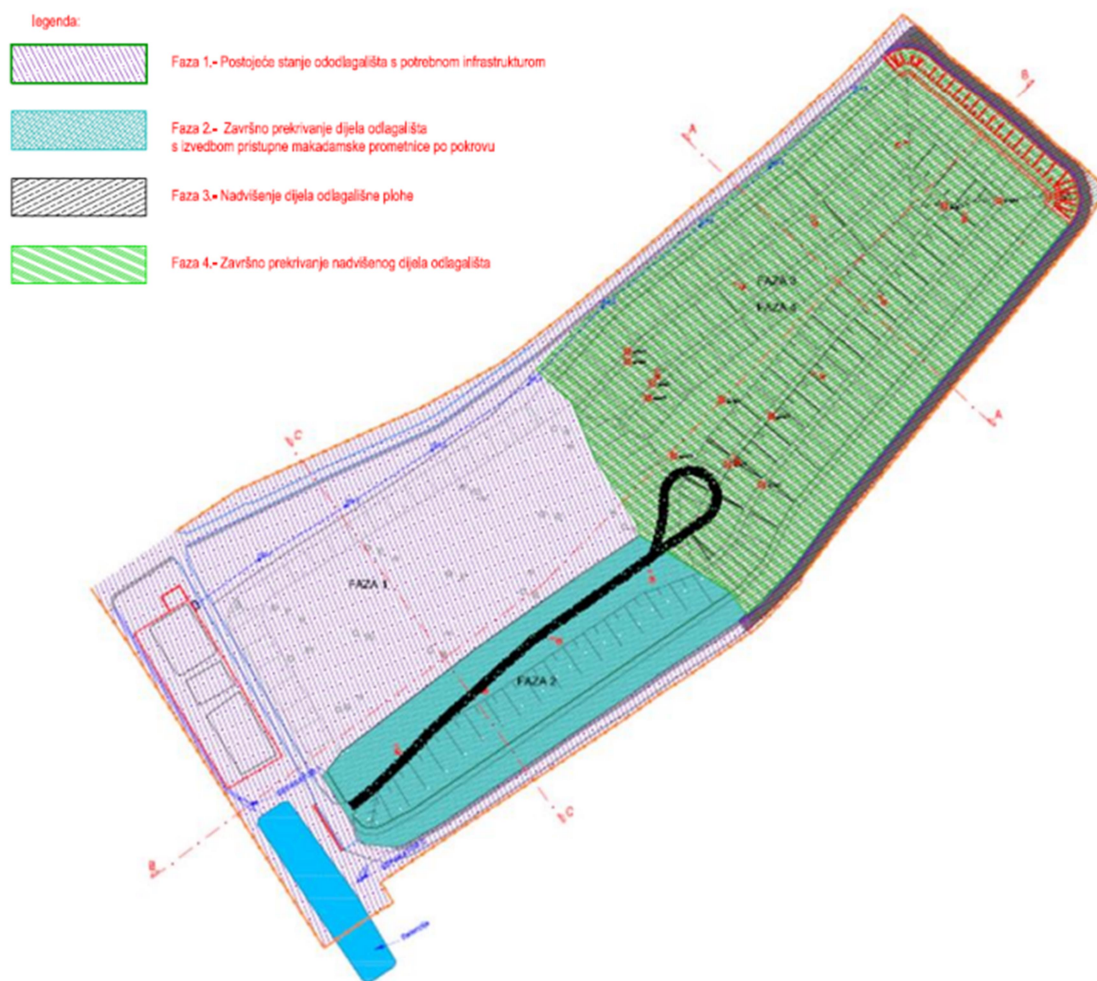 legenda:
Faza 1.- Postojeće stanje ododlagališta s potrebnom infrastrukturom
Faza 2.- Završno prekrivanje dijela odlagališta
s izvedbom pristupne makadamske prometnice po pokrovu
Faza 3.- Nadvišenje dijela odlagališne plohe
Faza 4.- Završno prekrivanje nadvišenog dijela odlagališta
B
A
FAZA 3
FAZA 4
A
C
FAZA 1
FAZA 2
C
B